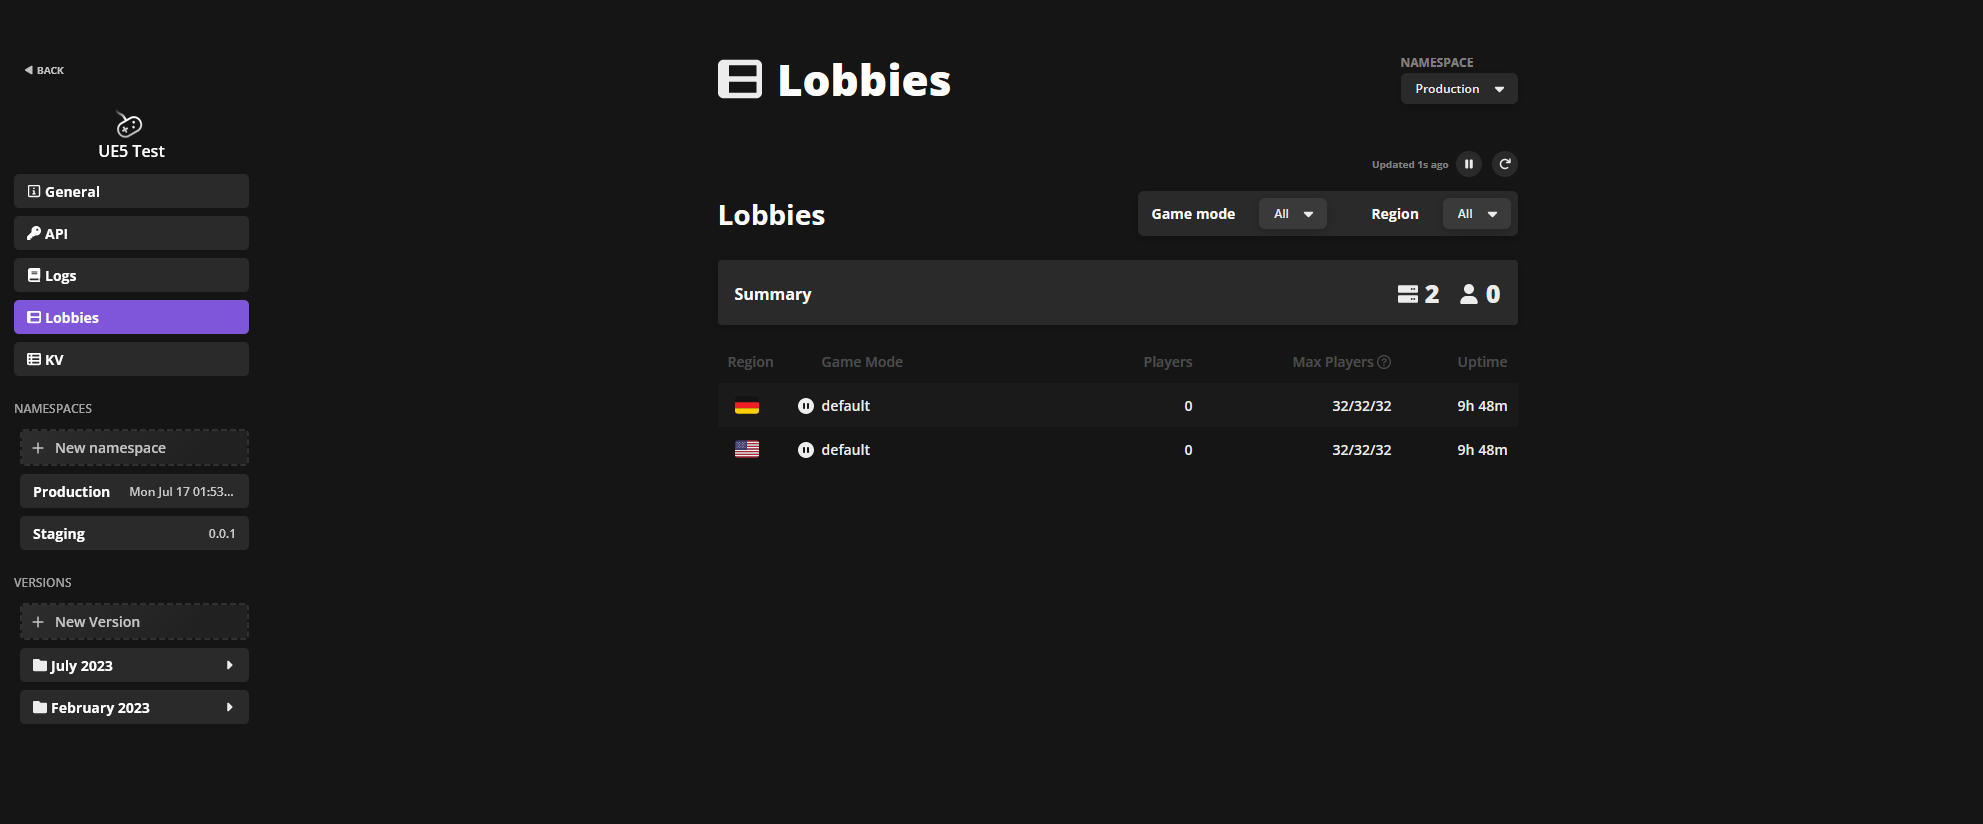 BACK
UE5 Test
General
API
Logs
Lobbies
KV
NAMESPACES
New namespace
Production Mon Jul 17 01:53...
Staging 0.0.1
VERSIONS
New Version
July 2023
February 2023
Lobbies
NAMESPACE
Production
Updated 1s ago
Lobbies
Game mode All Region All
Summary 2 0
Region Game Mode Players Max Players Uptime
default 0 32/32/32 9h 48m
default 0 32/32/32 9h 48m